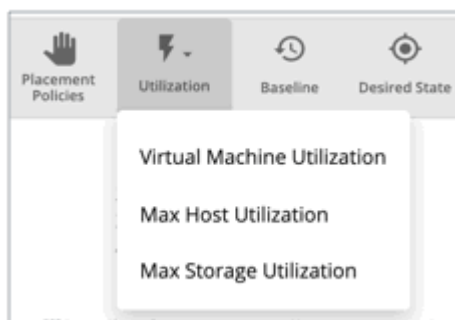 Placement
Policies
Utilization
Baseline
Desired State
Virtual Machine Utilization
Max Host Utilization
Max Storage Utilization